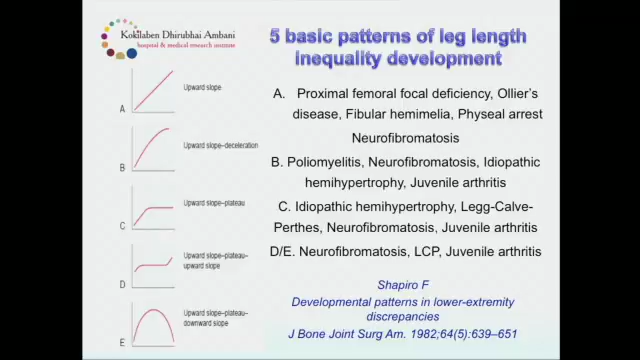 Kokilaben Dhirubhai Ambani
hospital & medical research institute
5 basic patterns of leg length
inequality development
A
Upward slope
B
Upward slope-deceleration
C
Upward slope-plateau
D
Upward slope-plateau-
upward slope
E
Upward slope-plateau-
downward slope
A. Proximal femoral focal deficiency, Ollier's
disease, Fibular hemimelia, Physeal arrest
Neurofibromatosis
B. Poliomyelitis, Neurofibromatosis, Idiopathic
hemihypertrophy, Juvenile arthritis
C. Idiopathic hemihypertrophy, Legg-Calve-
Perthes, Neurofibromatosis, Juvenile arthritis
D/E. Neurofibromatosis, LCP, Juvenile arthritis
Shapiro F
Developmental patterns in lower-extremity
discrepancies
J Bone Joint Surg Am. 1982;64(5):639–651